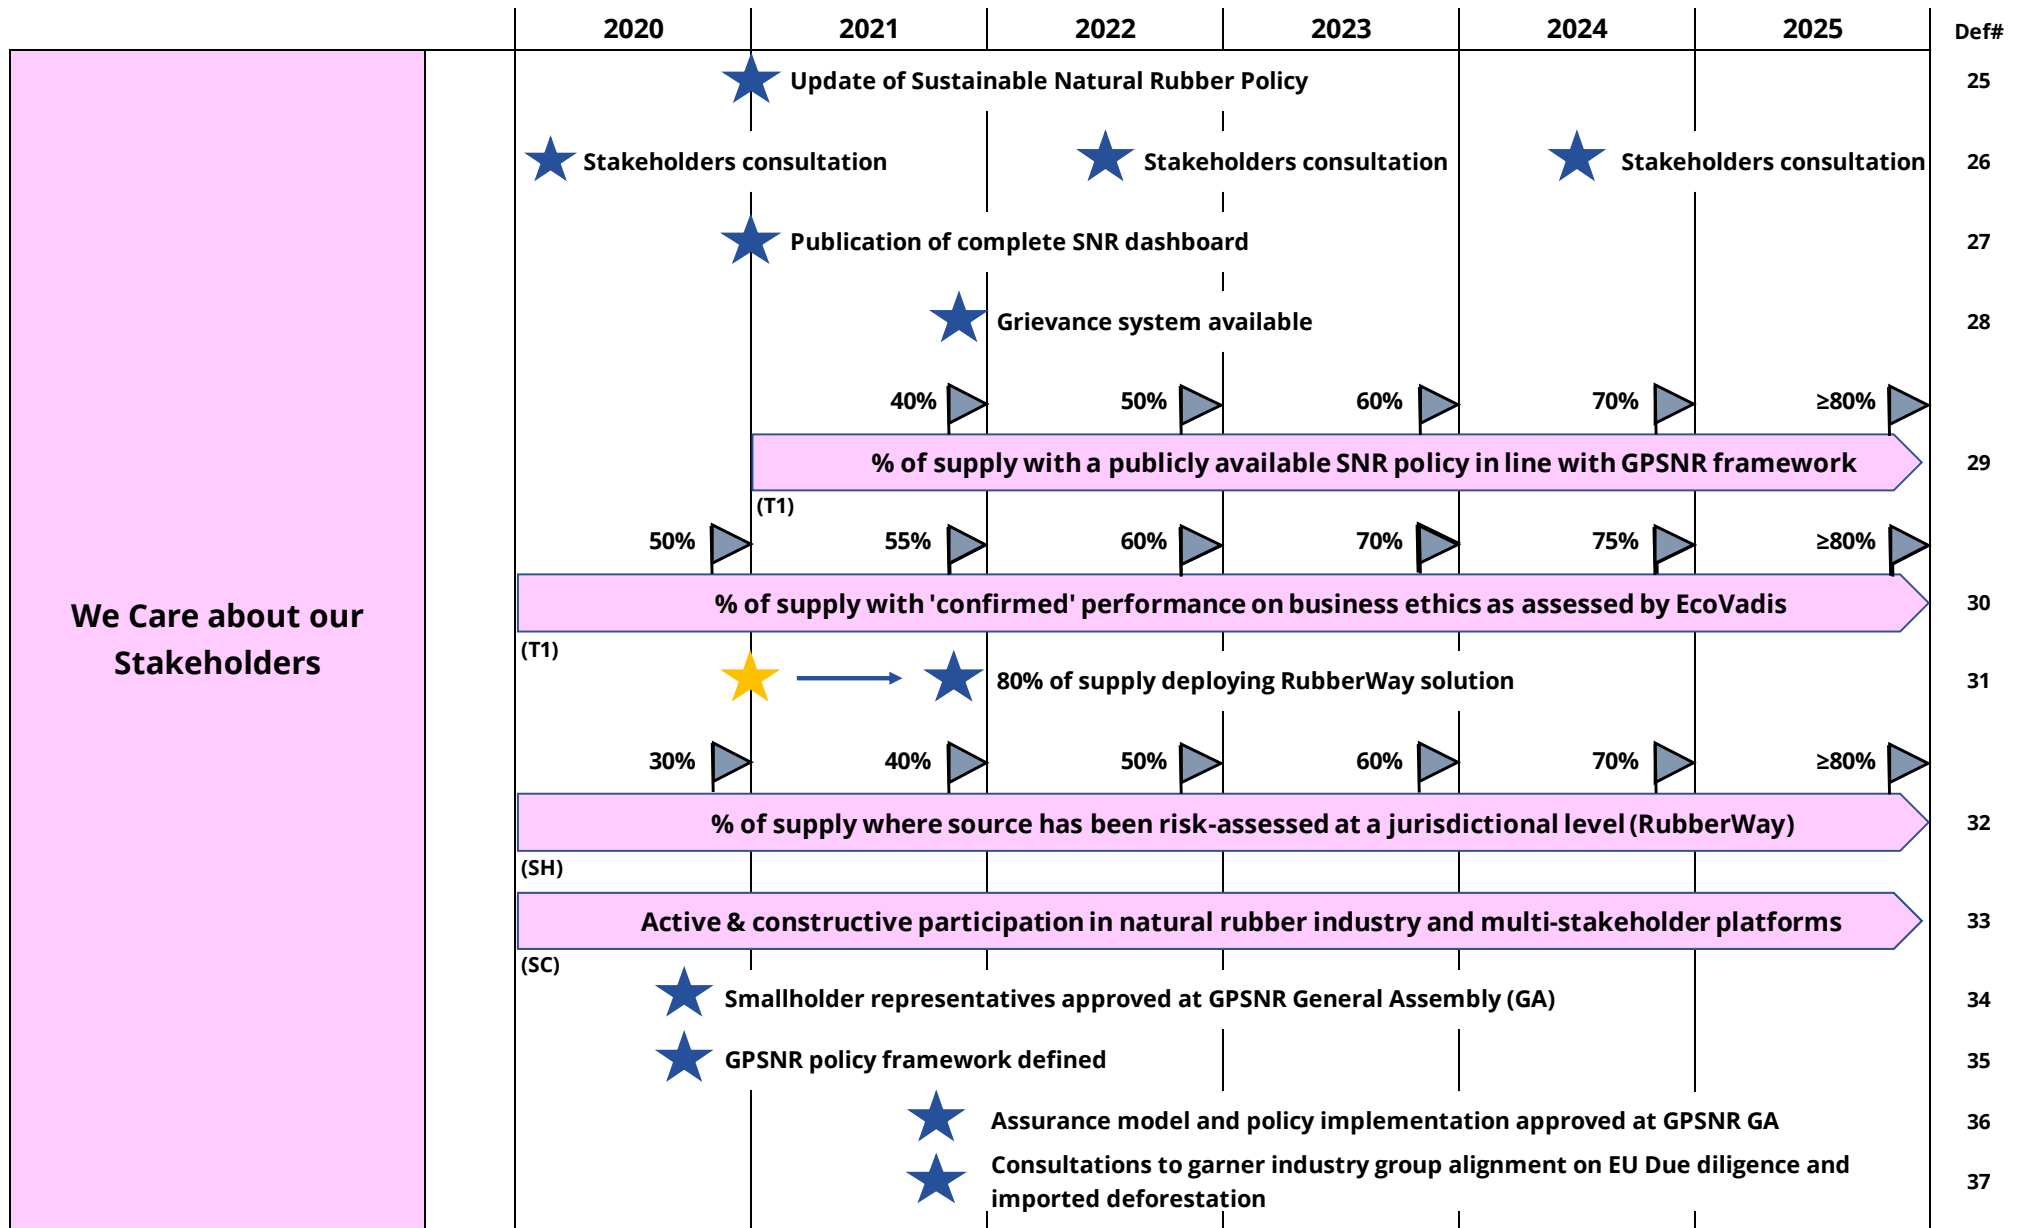 2020 2021 2022 2023 2024 2025 Def#
Update of Sustainable Natural Rubber Policy 25
Stakeholders consultation Stakeholders consultation Stakeholders consultation 26
Publication of complete SNR dashboard 27
Grievance system available 28
40% 50% 60% 70% ≥80%
% of supply with a publicly available SNR policy in line with GPSNR framework 29
(T1)
50% 55% 60% 70% 75% ≥80%
We Care about our
Stakeholders
% of supply with 'confirmed' performance on business ethics as assessed by EcoVadis 30
(T1)
80% of supply deploying RubberWay solution 31
30% 40% 50% 60% 70% ≥80%
% of supply where source has been risk-assessed at a jurisdictional level (RubberWay) 32
(SH)
Active & constructive participation in natural rubber industry and multi-stakeholder platforms 33
(SC)
Smallholder representatives approved at GPSNR General Assembly (GA) 34
GPSNR policy framework defined 35
Assurance model and policy implementation approved at GPSNR GA 36
Consultations to garner industry group alignment on EU Due diligence and
imported deforestation 37